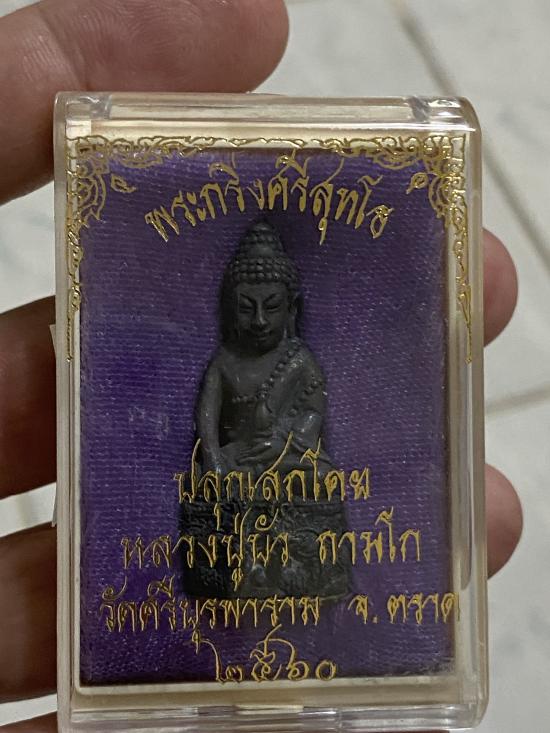 พระกริ่งศรีสุทโธ
ปลุกเสกโดย
หลวงปู่บัว ถามโก
วัดศรีบุรพาราม จ.ตราด
๒๕๖๐